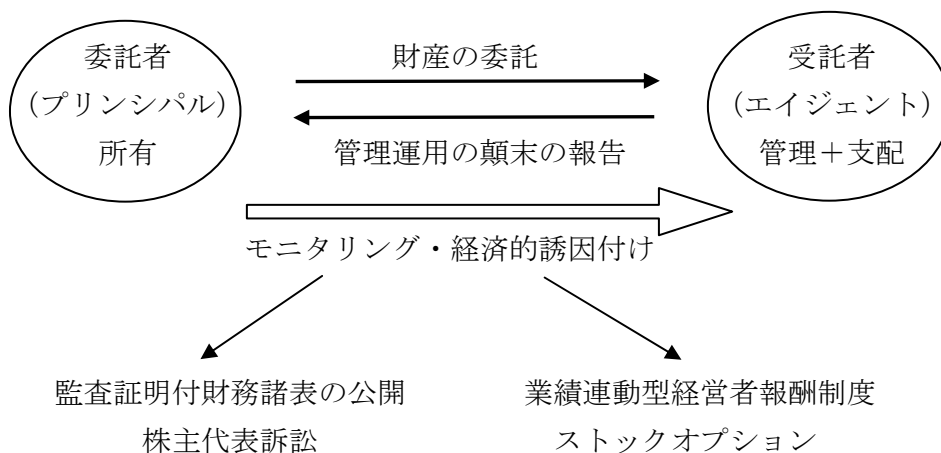 委託者
(プリンシパル)
所有
財産の委託
管理運用の顛末の報告
受託者
(エイジェント)
管理+支配
モニタリング・経済的誘因付け
監査証明付財務諸表の公開
株主代表訴訟
業績連動型経営者報酬制度
ストックオプション